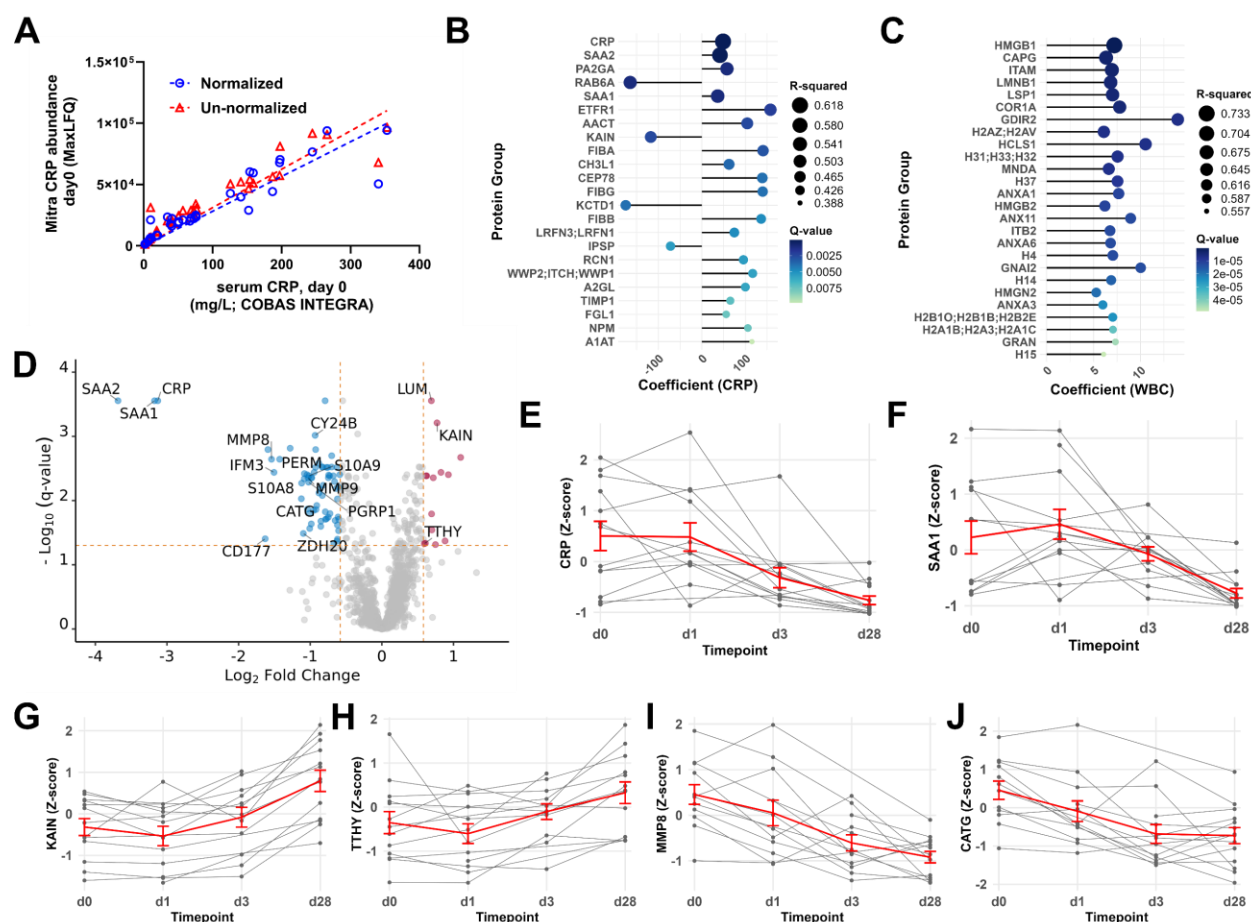 A
Mitra CRP abundance
day0 (MaxLFQ)
1.5×10⁵
1×10⁵
5×10⁴
0
Normalized
Un-normalized
0
100
200
300
400
serum CRP, day 0
(mg/L; COBAS INTEGRA)
B
Protein Group
CRP
SAA2
PA2GA
RAB6A
SAA1
ETFR1
AACT
KAIN
FIBA
CH3L1
CEP78
FIBG
KCTD1
FIBB
LRFN3;LRFN1
IPSP
RCN1
WWP2;ITCH;WWP1
A2GL
TIMP1
FGL1
NPM
A1AT
-100
0
100
Coefficient (CRP)
R-squared
0.618
0.580
0.541
0.503
0.465
0.426
0.388
Q-value
0.0025
0.0050
0.0075
C
Protein Group
HMGB1
CAPG
ITAM
LMNB1
LSP1
COR1A
GDIR2
H2AZ;H2AV
HCLS1
H31;H33;H32
MNDA
H37
ANXA1
HMGB2
ANX11
ITB2
ANXA6
H4
GNAI2
H14
HMGN2
ANXA3
H2B1O;H2B1B;H2B2E
H2A1B;H2A3;H2A1C
GRAN
H15
0
5
10
Coefficient (WBC)
R-squared
0.733
0.704
0.675
0.645
0.616
0.587
0.557
Q-value
1e-05
2e-05
3e-05
4e-05
D
- Log₁₀ (q-value)
4
3
2
1
0
SAA2
CRP
SAA1
LUM
CY24B
KAIN
MMP8
PERM
S10A9
IFM3
S10A8
MMP9
CATG
PGRP1
TTHY
CD177
ZDH20
-4
-3
-2
-1
0
1
Log₂ Fold Change
E
CRP (Z-score)
2
1
0
-1
d0
d1
d3
d28
Timepoint
F
SAA1 (Z-score)
2
1
0
-1
d0
d1
d3
d28
Timepoint
G
KAIN (Z-score)
2
1
0
-1
d0
d1
d3
d28
Timepoint
H
TTHY (Z-score)
2
1
0
-1
d0
d1
d3
d28
Timepoint
I
MMP8 (Z-score)
2
1
0
-1
d0
d1
d3
d28
Timepoint
J
CATG (Z-score)
2
1
0
-1
-2
d0
d1
d3
d28
Timepoint